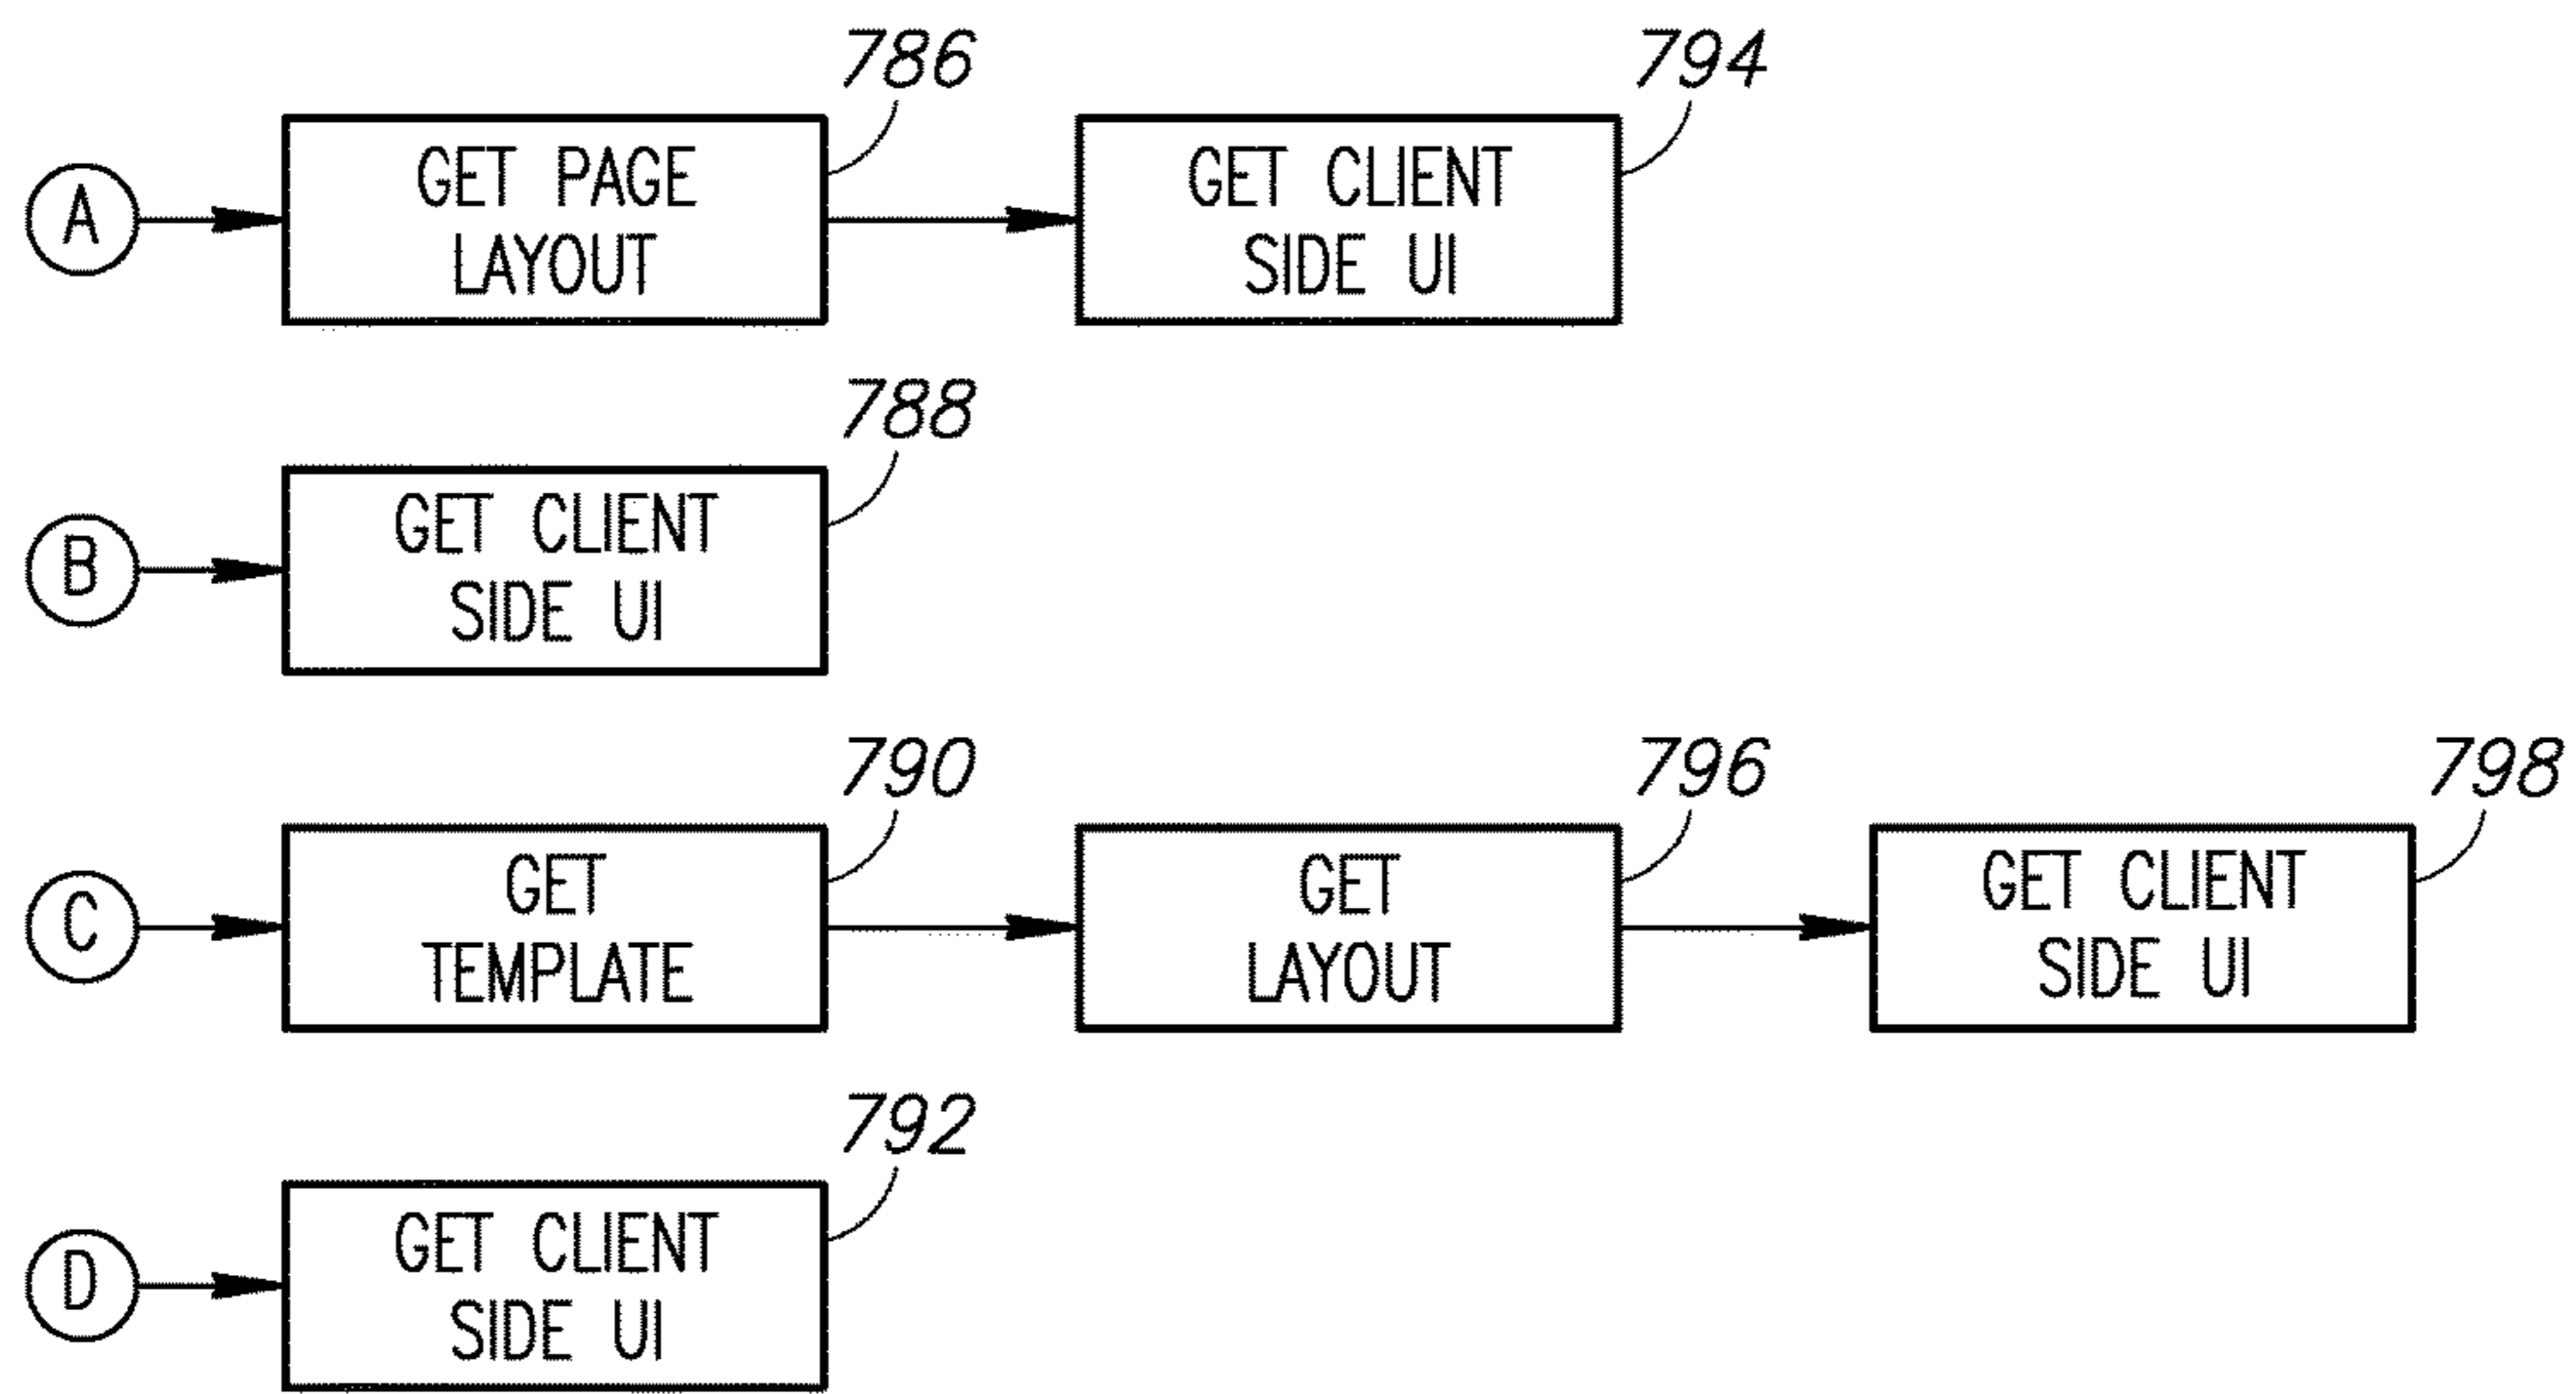 786
794
A
GET PAGE
LAYOUT
GET CLIENT
SIDE UI
788
B
GET CLIENT
SIDE UI
790
796
798
C
GET
TEMPLATE
GET
LAYOUT
GET CLIENT
SIDE UI
792
D
GET CLIENT
SIDE UI